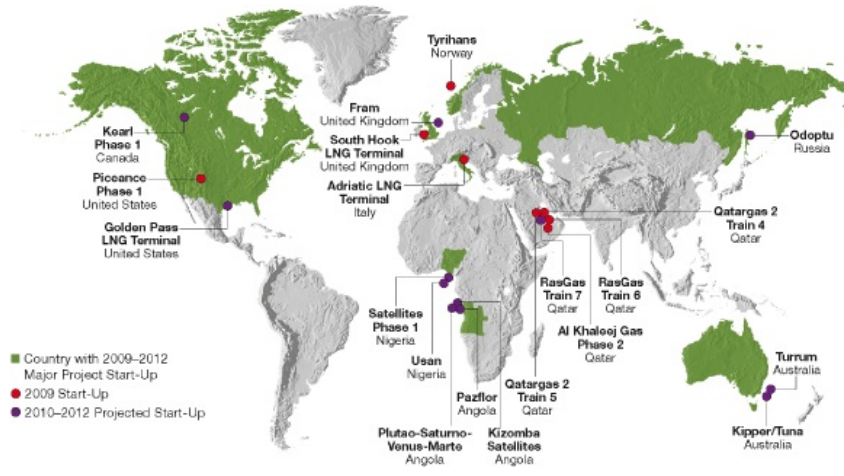 Tyrihans
Norway
Fram
United Kingdom
Kearl
Phase 1
Canada
South Hook
LNG Terminal
United Kingdom
Odoptu
Russia
Piceance
Phase 1
United States
Adriatic LNG
Terminal
Italy
Golden Pass
LNG Terminal
United States
Qatargas 2
Train 4
Qatar
RasGas
Train 7
Qatar
RasGas
Train 6
Qatar
Satellites
Phase 1
Nigeria
Al Khaleej Gas
Phase 2
Qatar
Usan
Nigeria
Turrum
Australia
Pazflor
Angola
Qatargas 2
Train 5
Qatar
Plutao-Saturno-
Venus-Marte
Angola
Kizomba
Satellites
Angola
Kipper/Tuna
Australia
Country with 2009–2012
Major Project Start-Up
2009 Start-Up
2010–2012 Projected Start-Up